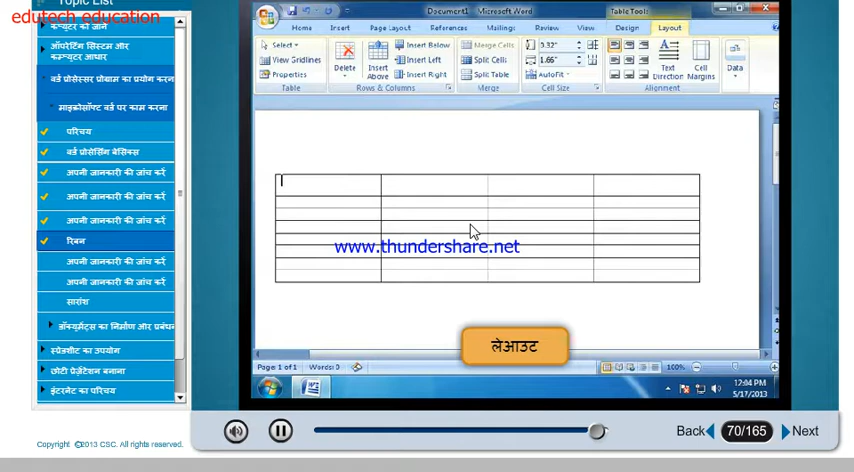 Topic List
edutech education
कम्प्यूटर को जानें
ऑपरेटिंग सिस्टम और
कम्प्यूटर आधार
वर्ड प्रोसेसर प्रोग्राम का प्रयोग करना
माइक्रोसॉफ्ट वर्ड पर काम करना
परिचय
वर्ड प्रोसेसिंग बेसिक्स
अपनी जानकारी की जांच करें
अपनी जानकारी की जांच करें
अपनी जानकारी की जांच करें
रिबन
अपनी जानकारी की जांच करें
अपनी जानकारी की जांच करें
सारांश
डॉक्यूमेंट्स का निर्माण और प्रबंधन
स्प्रेडशीट का उपयोग
छोटी प्रेजेंटेशन बनाना
इंटरनेट का परिचय
Copyright ©2013 CSC. All rights reserved.
Document1 - Microsoft Word
Table Tools
Home Insert Page Layout References Mailings Review View Design Layout
Select
View Gridlines
Properties
Table
Delete
Insert
Above
Insert Below
Insert Left
Insert Right
Rows & Columns
Merge Cells
Split Cells
Split Table
Merge
0.32"
1.66"
AutoFit
Cell Size
Text
Direction
Cell
Margins
Alignment
Data
www.thundershare.net
लेआउट
Page: 1 of 1 Words: 0
100%
12:04 PM
5/17/2013
Back 70/165 Next